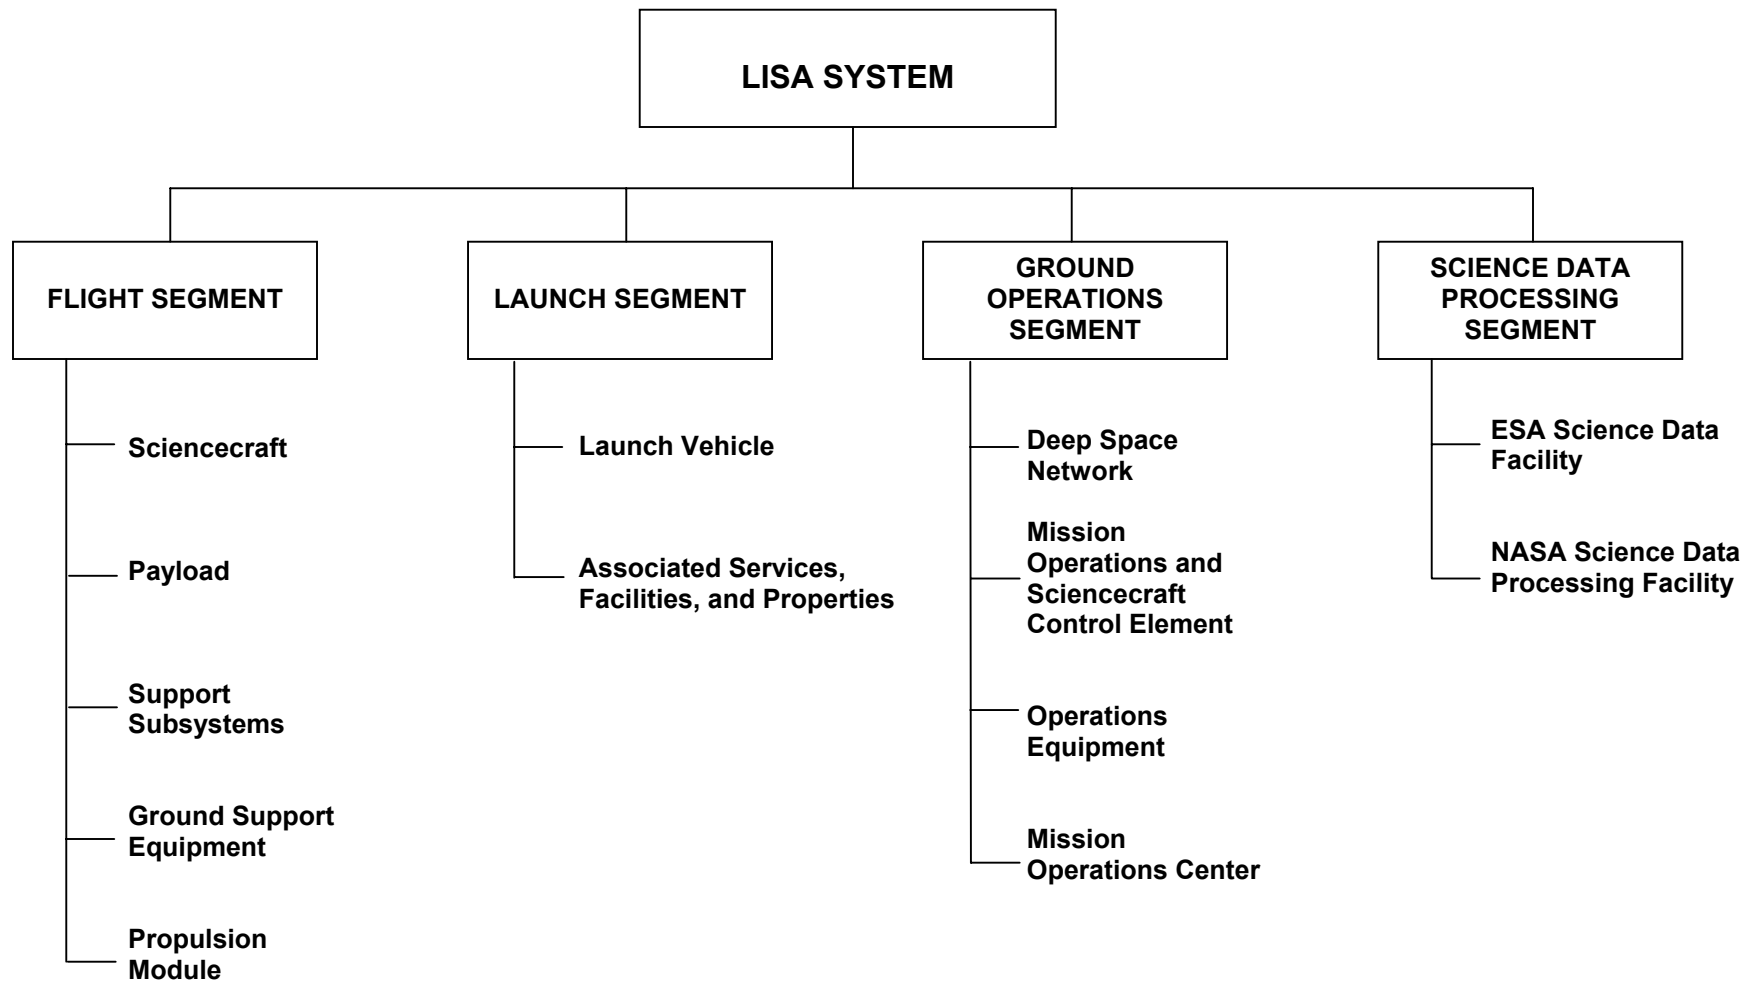 LISA SYSTEM
FLIGHT SEGMENT
Sciencecraft
Payload
Support
Subsystems
Ground Support
Equipment
Propulsion
Module
LAUNCH SEGMENT
Launch Vehicle
Associated Services,
Facilities, and Properties
GROUND
OPERATIONS
SEGMENT
Deep Space
Network
Mission
Operations and
Sciencecraft
Control Element
Operations
Equipment
Mission
Operations Center
SCIENCE DATA
PROCESSING
SEGMENT
ESA Science Data
Facility
NASA Science Data
Processing Facility